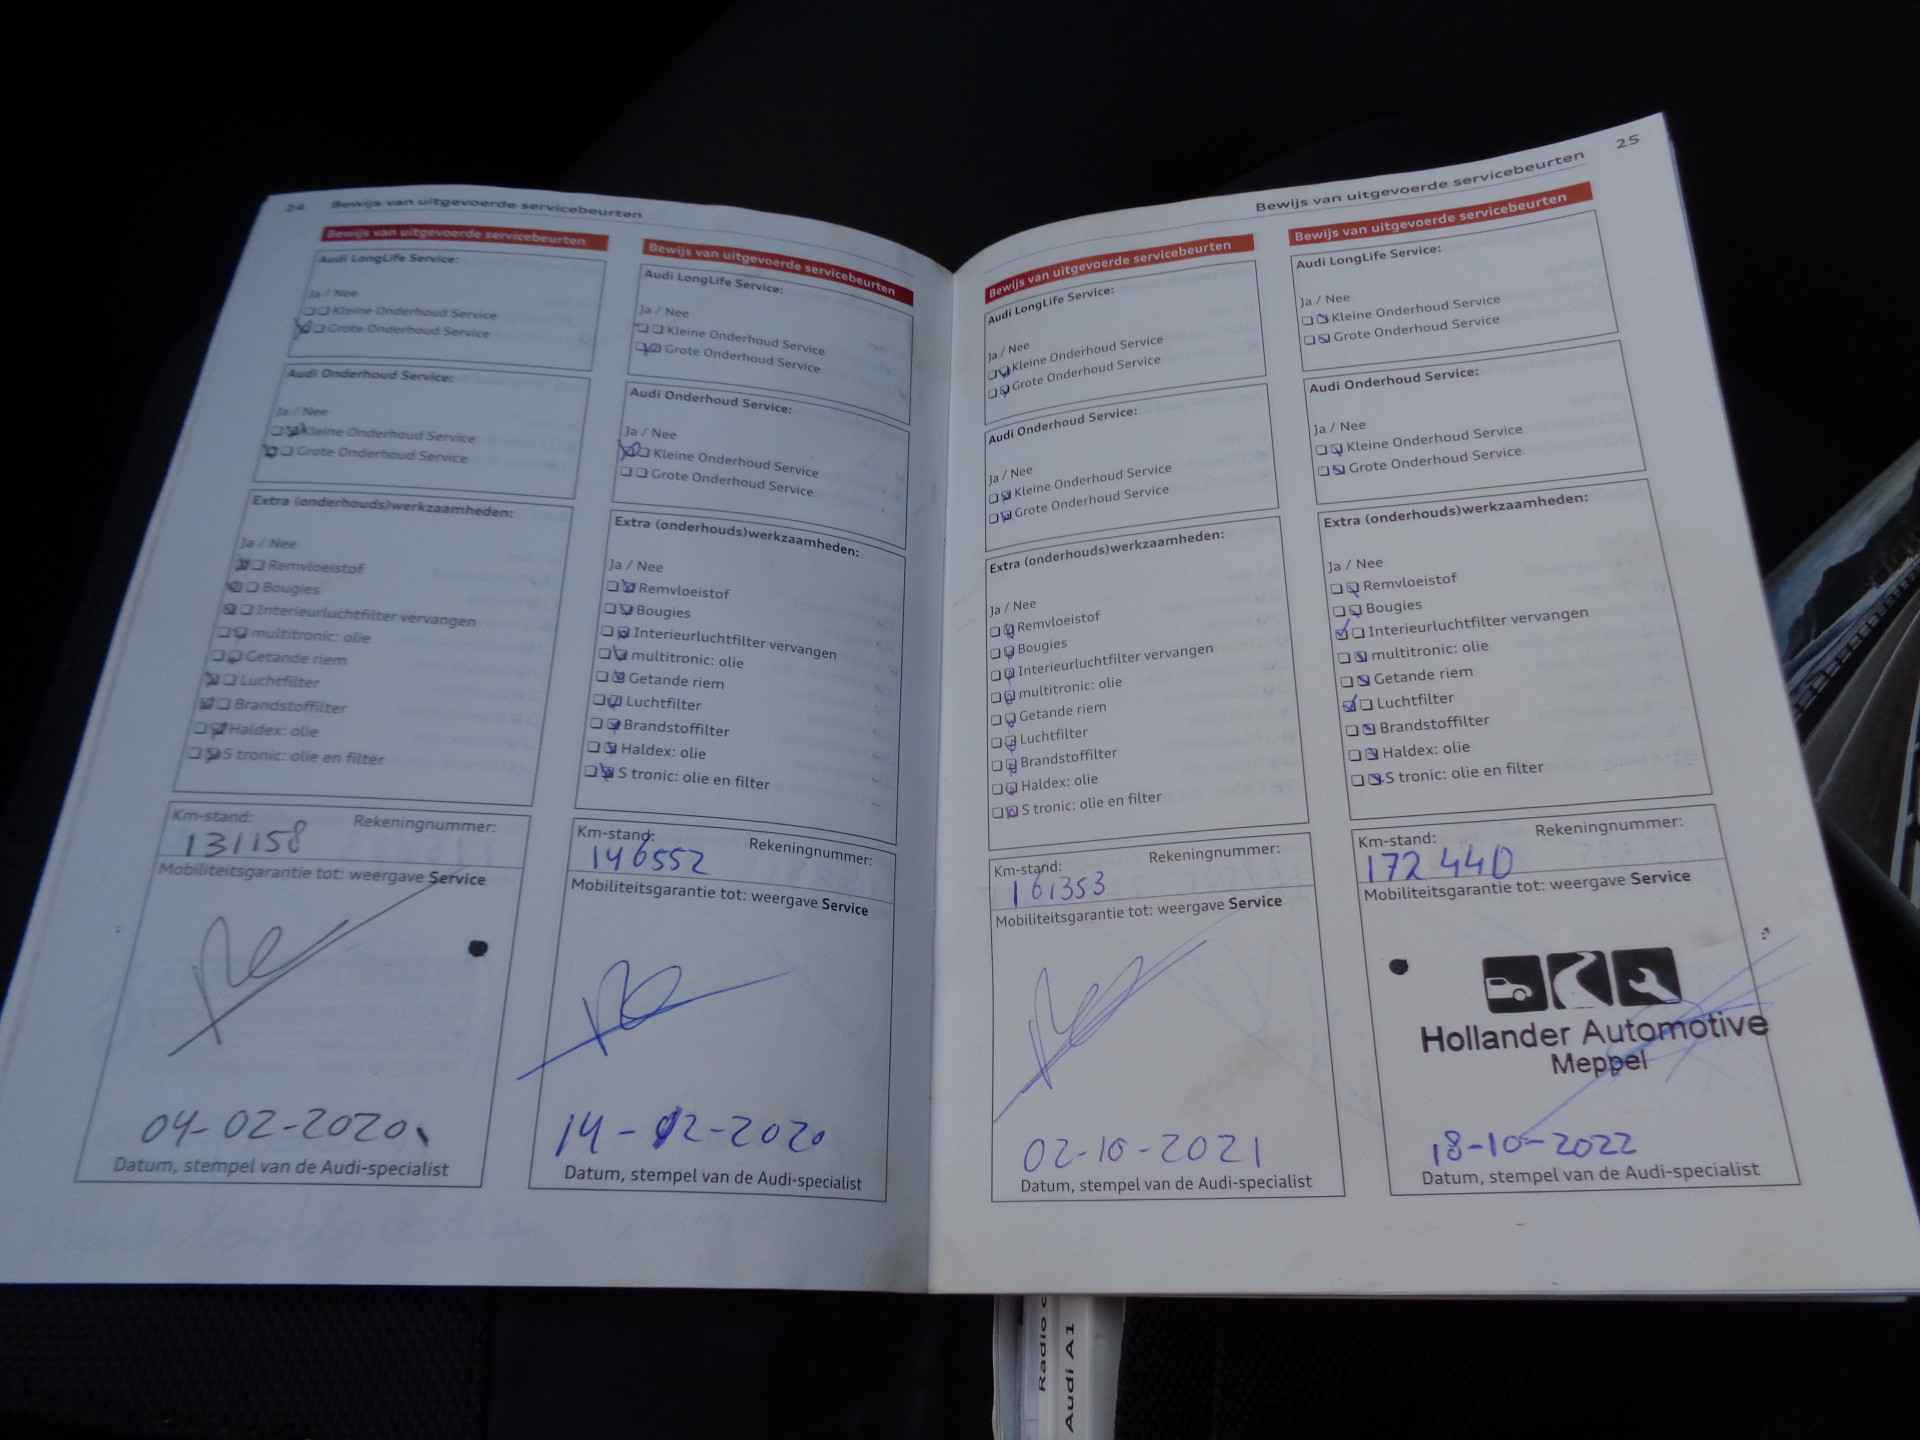 24 Bewijs van uitgevoerde servicebeurten
Bewijs van uitgevoerde servicebeurten
Audi LongLife Service:
Ja / Nee
Kleine Onderhoud Service
Grote Onderhoud Service
Audi Onderhoud Service:
Ja / Nee
Kleine Onderhoud Service
Grote Onderhoud Service
Extra (onderhouds)werkzaamheden:
Ja / Nee
Remvloeistof
Bougies
Interieurluchtfilter vervangen
multitronic: olie
Getande riem
Luchtfilter
Brandstoffilter
Haldex: olie
S tronic: olie en filter
Km-stand: Rekeningnummer:
131158
Mobiliteitsgarantie tot: weergave Service
04-02-2020
Datum, stempel van de Audi-specialist
Bewijs van uitgevoerde servicebeurten
Audi LongLife Service:
Ja / Nee
Kleine Onderhoud Service
Grote Onderhoud Service
Audi Onderhoud Service:
Ja / Nee
Kleine Onderhoud Service
Grote Onderhoud Service
Extra (onderhouds)werkzaamheden:
Ja / Nee
Remvloeistof
Bougies
Interieurluchtfilter vervangen
multitronic: olie
Getande riem
Luchtfilter
Brandstoffilter
Haldex: olie
S tronic: olie en filter
Km-stand: Rekeningnummer:
146552
Mobiliteitsgarantie tot: weergave Service
14-12-2020
Datum, stempel van de Audi-specialist
Bewijs van uitgevoerde servicebeurten 25
Bewijs van uitgevoerde servicebeurten
Audi LongLife Service:
Ja / Nee
Kleine Onderhoud Service
Grote Onderhoud Service
Audi Onderhoud Service:
Ja / Nee
Kleine Onderhoud Service
Grote Onderhoud Service
Extra (onderhouds)werkzaamheden:
Ja / Nee
Remvloeistof
Bougies
Interieurluchtfilter vervangen
multitronic: olie
Getande riem
Luchtfilter
Brandstoffilter
Haldex: olie
S tronic: olie en filter
Km-stand: Rekeningnummer:
161353
Mobiliteitsgarantie tot: weergave Service
02-10-2021
Datum, stempel van de Audi-specialist
Bewijs van uitgevoerde servicebeurten
Audi LongLife Service:
Ja / Nee
Kleine Onderhoud Service
Grote Onderhoud Service
Audi Onderhoud Service:
Ja / Nee
Kleine Onderhoud Service
Grote Onderhoud Service
Extra (onderhouds)werkzaamheden:
Ja / Nee
Remvloeistof
Bougies
Interieurluchtfilter vervangen
multitronic: olie
Getande riem
Luchtfilter
Brandstoffilter
Haldex: olie
S tronic: olie en filter
Km-stand: Rekeningnummer:
172440
Mobiliteitsgarantie tot: weergave Service
Hollander Automotive
Meppel
18-10-2022
Datum, stempel van de Audi-specialist
Radio
Audi A1